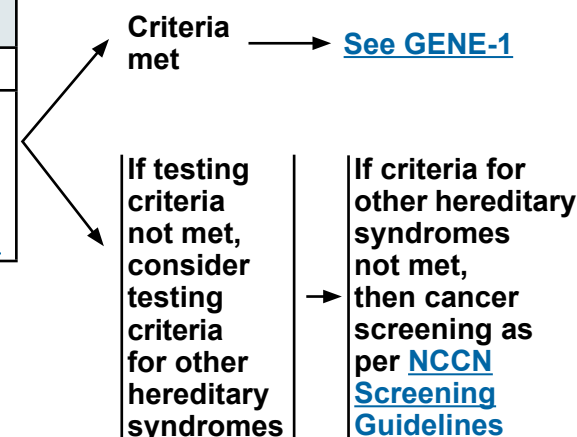 Criteria
met
See GENE-1
If testing
criteria
not met,
consider
testing
criteria
for other
hereditary
syndromes
If criteria for
other hereditary
syndromes
not met,
then cancer
screening as
per NCCN
Screening
Guidelines